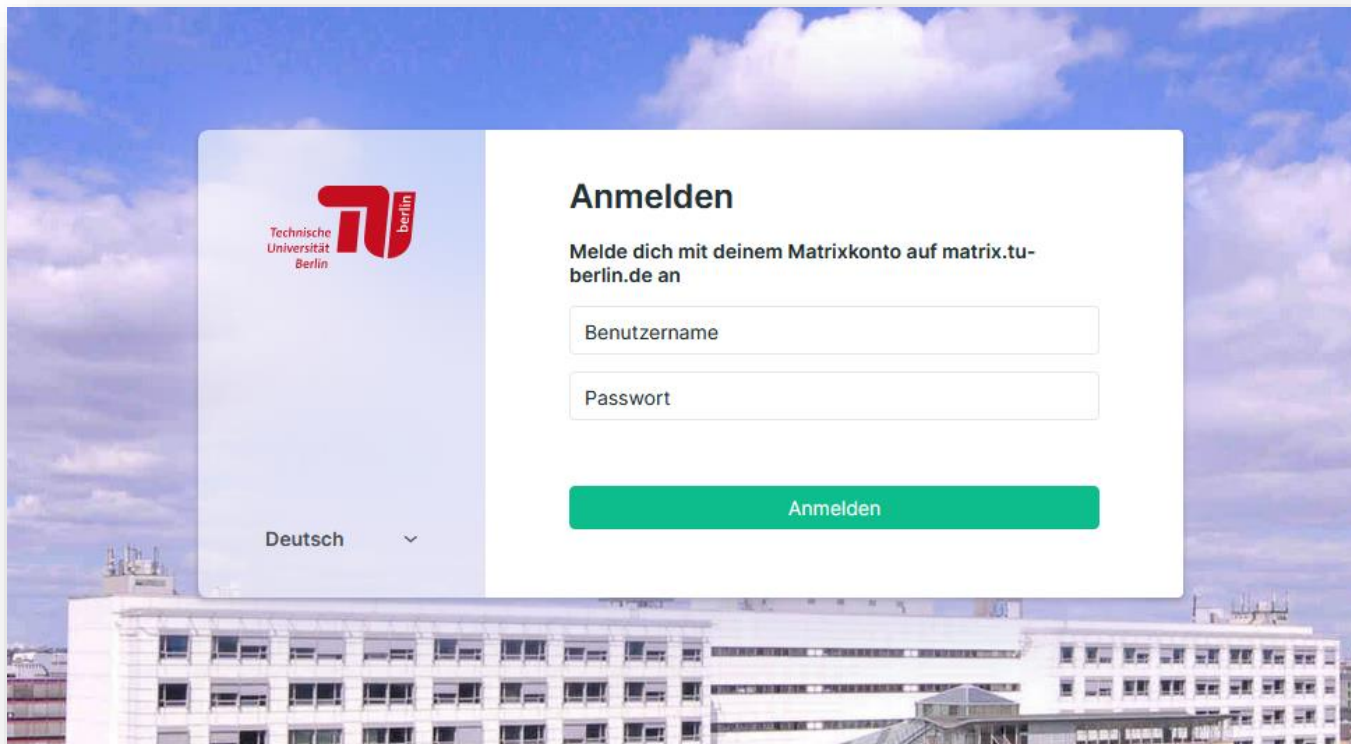 Technische
Universität
Berlin
berlin
Anmelden
Melde dich mit deinem Matrixkonto auf matrix.tu-
berlin.de an
Benutzername
Passwort
Anmelden
Deutsch